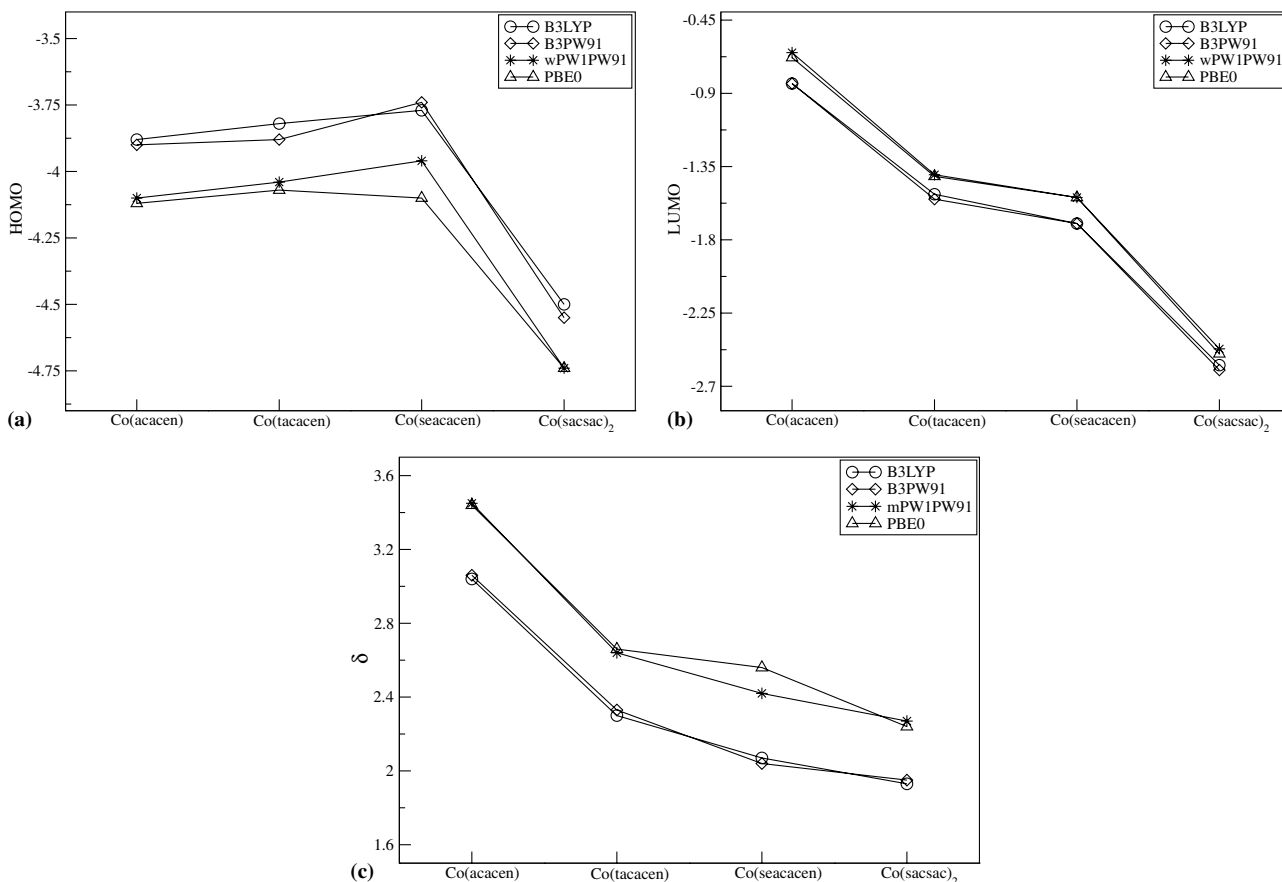 B3LYP
B3PW91
wPW1PW91
PBE0
-3.5
-3.75
-4
-4.25
-4.5
-4.75
HOMO
Co(acacen)
Co(tacacen)
Co(seacacen)
Co(sacsac)2
(a)
B3LYP
B3PW91
wPW1PW91
PBE0
-0.45
-0.9
-1.35
-1.8
-2.25
-2.7
LUMO
Co(acacen)
Co(tacacen)
Co(seacacen)
Co(sacsac)2
(b)
B3LYP
B3PW91
mPW1PW91
PBE0
3.6
3.2
2.8
2.4
2
1.6
δ
Co(acacen)
Co(tacacen)
Co(seacacen)
Co(sacsac)2
(c)